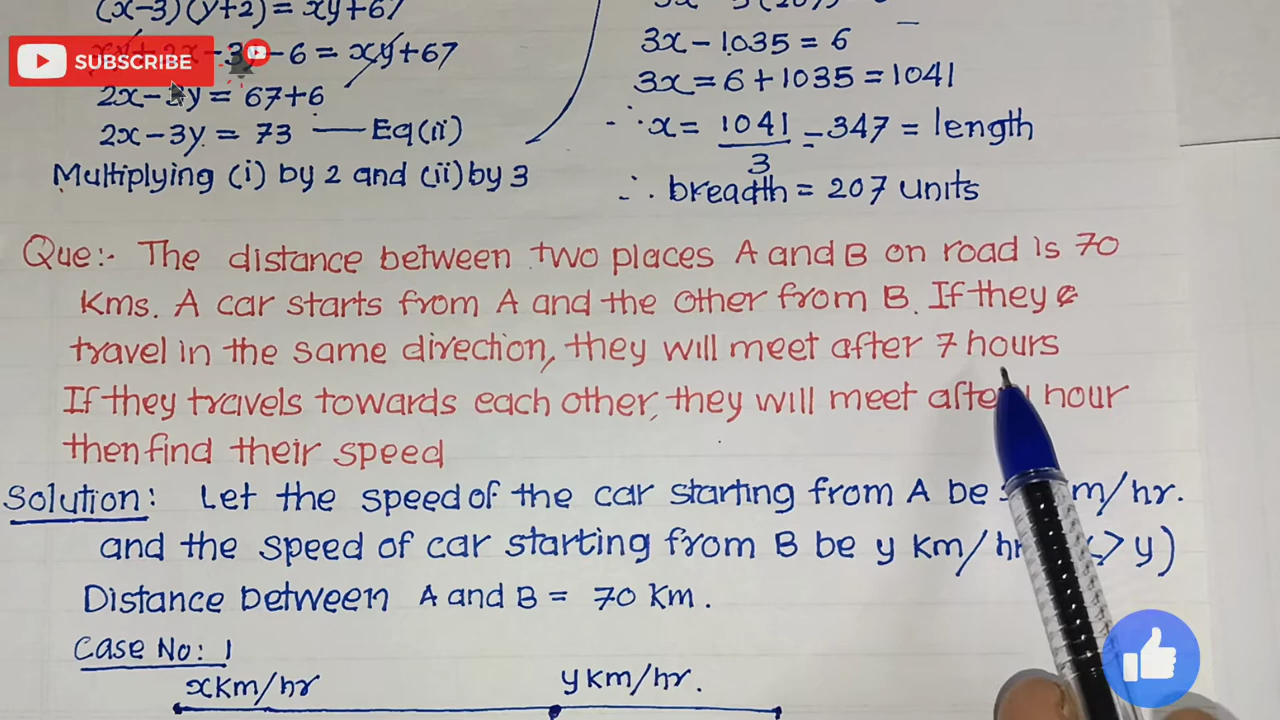 (x-3)(y+2) = xy+67
-6 = xy+67
2x-3y = 67+6
2x-3y = 73 —— Eq(ii)
Multiplying (i) by 2 and (ii) by 3
3x-1035 = 6
3x = 6+1035 = 1041
∴ x = 1041/3 = 347 = length
∴ breadth = 207 units
SUBSCRIBE
Que:- The distance between two places A and B on road is 70
Kms. A car starts from A and the other from B. If they
travel in the same direction, they will meet after 7 hours
If they travels towards each other, they will meet after hour
then find their speed
Solution: Let the speed of the car starting from A be km/hr.
and the speed of car starting from B be y km/hr > y)
Distance between A and B = 70 Km.
Case No: 1
x km/hr y km/hr.